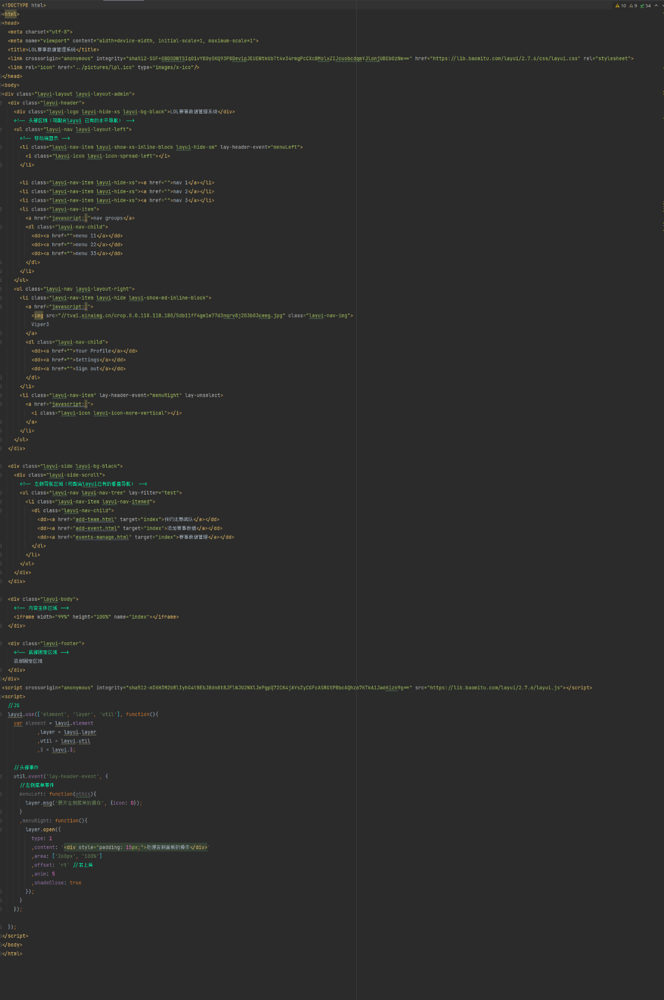 <!DOCTYPE html>
10 9 54
<html>
<head>
<meta charset="utf-8">
<meta name="viewport" content="width=device-width, initial-scale=1, maximum-scale=1">
<title>LOL赛事数据管理系统</title>
<link crossorigin="anonymous" href="https://lib.baomitu.com/layui/2.7.6/css/layui.css" rel="stylesheet">
<link rel="icon" href="../pictures/lpl.ico" type="images/x-ico"/>
</head>
<body>
<div class="layui-layout layui-layout-admin">
<div class="layui-header">
<div class="layui-logo layui-hide-xs layui-bg-black">LOL赛事数据管理系统</div>
<!-- 头部区域（可配合layui 已有的水平导航） -->
<ul class="layui-nav layui-layout-left">
<!-- 移动端显示 -->
<li class="layui-nav-item layui-show-xs-inline-block layui-hide-sm" lay-header-event="menuLeft">
<i class="layui-icon layui-icon-spread-left"></i>
</li>
<li class="layui-nav-item layui-hide-xs"><a href="">nav 1</a></li>
<li class="layui-nav-item layui-hide-xs"><a href="">nav 2</a></li>
<li class="layui-nav-item layui-hide-xs"><a href="">nav 3</a></li>
<li class="layui-nav-item">
<a href="javascript:;">nav groups</a>
<dl class="layui-nav-child">
<dd><a href="">menu 11</a></dd>
<dd><a href="">menu 22</a></dd>
<dd><a href="">menu 33</a></dd>
</dl>
</li>
</ul>
<ul class="layui-nav layui-layout-right">
<li class="layui-nav-item layui-hide layui-show-md-inline-block">
<a href="javascript:;">
<img src="//tva1.sinaimg.cn/crop.0.0.118.118.180/5db11ff4gw1e77d3nqrv8j203b03cweg.jpg" class="layui-nav-img">
Viper3
</a>
<dl class="layui-nav-child">
<dd><a href="">Your Profile</a></dd>
<dd><a href="">Settings</a></dd>
<dd><a href="">Sign out</a></dd>
</dl>
</li>
<li class="layui-nav-item" lay-header-event="menuRight" lay-unselect>
<a href="javascript:;">
<i class="layui-icon layui-icon-more-vertical"></i>
</a>
</li>
</ul>
</div>
<div class="layui-side layui-bg-black">
<div class="layui-side-scroll">
<!-- 左侧导航区域（可配合layui已有的垂直导航） -->
<ul class="layui-nav layui-nav-tree" lay-filter="test">
<li class="layui-nav-item layui-nav-itemed">
<dl class="layui-nav-child">
<dd><a href="add-team.html" target="index">预约比赛战队</a></dd>
<dd><a href="add-event.html" target="index">添加赛事数据</a></dd>
<dd><a href="events-manage.html" target="index">赛事数据管理</a></dd>
</dl>
</li>
</ul>
</div>
</div>
<div class="layui-body">
<!-- 内容主体区域 -->
<iframe width="99%" height="100%" name="index"></iframe>
</div>
<div class="layui-footer">
<!-- 底部固定区域 -->
底部固定区域
</div>
</div>
<script crossorigin="anonymous" src="https://lib.baomitu.com/layui/2.7.6/layui.js"></script>
<script>
//JS
layui.use(['element', 'layer', 'util'], function(){
var element = layui.element
,layer = layui.layer
,util = layui.util
,$ = layui.$;
//头部事件
util.event('lay-header-event', {
//左侧菜单事件
menuLeft: function(othis){
layer.msg('展开左侧菜单的操作', {icon: 0});
}
,menuRight: function(){
layer.open({
type: 1
,content: '<div style="padding: 15px;">处理右侧面板的操作</div>'
,area: ['260px', '100%']
,offset: 'rt' //右上角
,anim: 5
,shadeClose: true
});
}
});
});
</script>
</body>
</html>